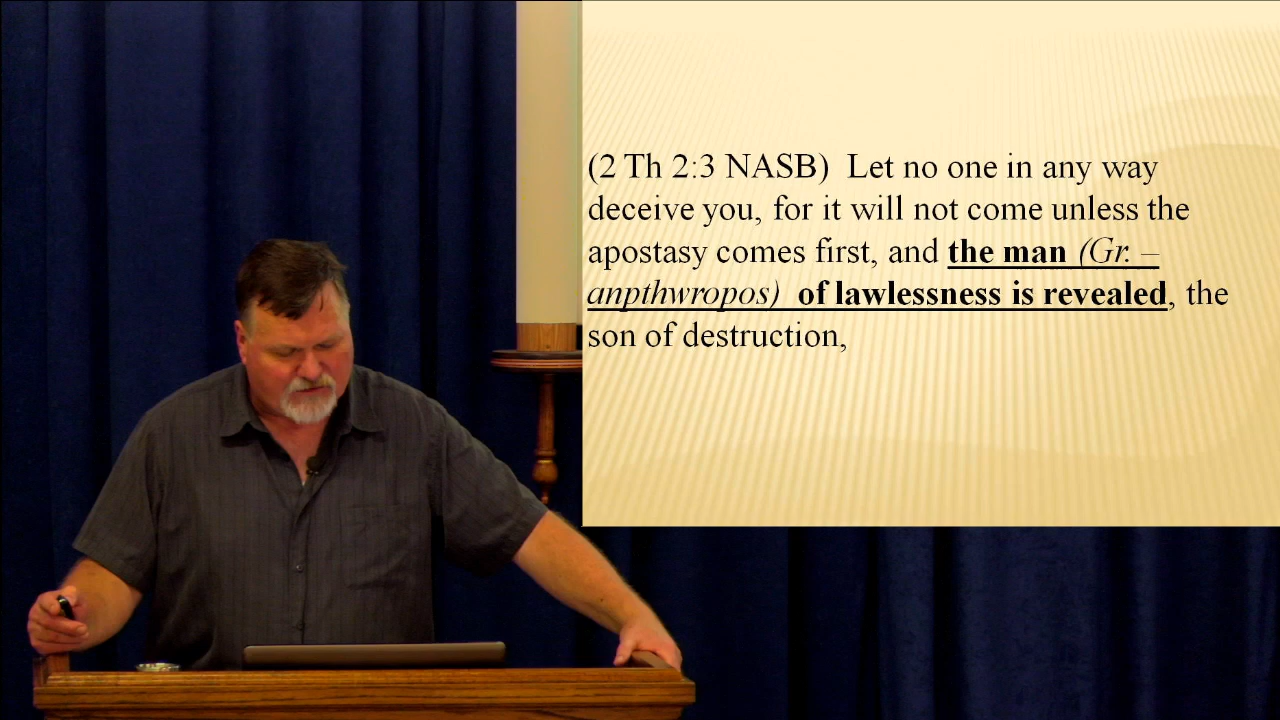 (2 Th 2:3 NASB)  Let no one in any way
deceive you, for it will not come unless the
apostasy comes first, and the man (Gr. –
anpthwropos)  of lawlessness is revealed, the
son of destruction,